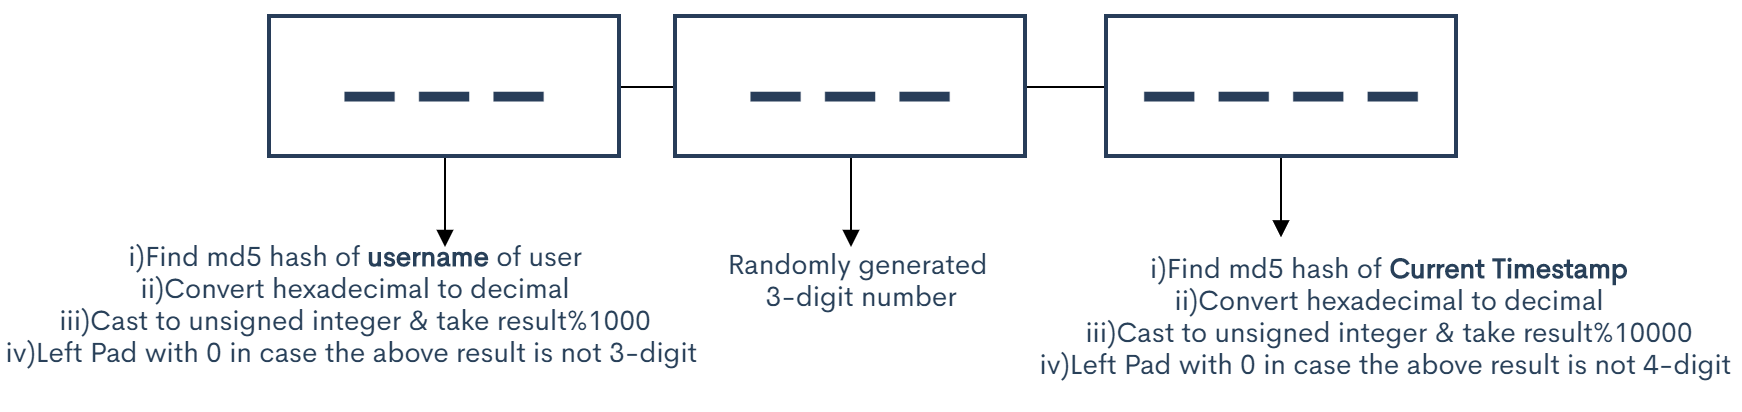 i)Find md5 hash of username of user
ii)Convert hexadecimal to decimal
iii)Cast to unsigned integer & take result%1000
iv)Left Pad with 0 in case the above result is not 3-digit
Randomly generated
3-digit number
i)Find md5 hash of Current Timestamp
ii)Convert hexadecimal to decimal
iii)Cast to unsigned integer & take result%10000
iv)Left Pad with 0 in case the above result is not 4-digit